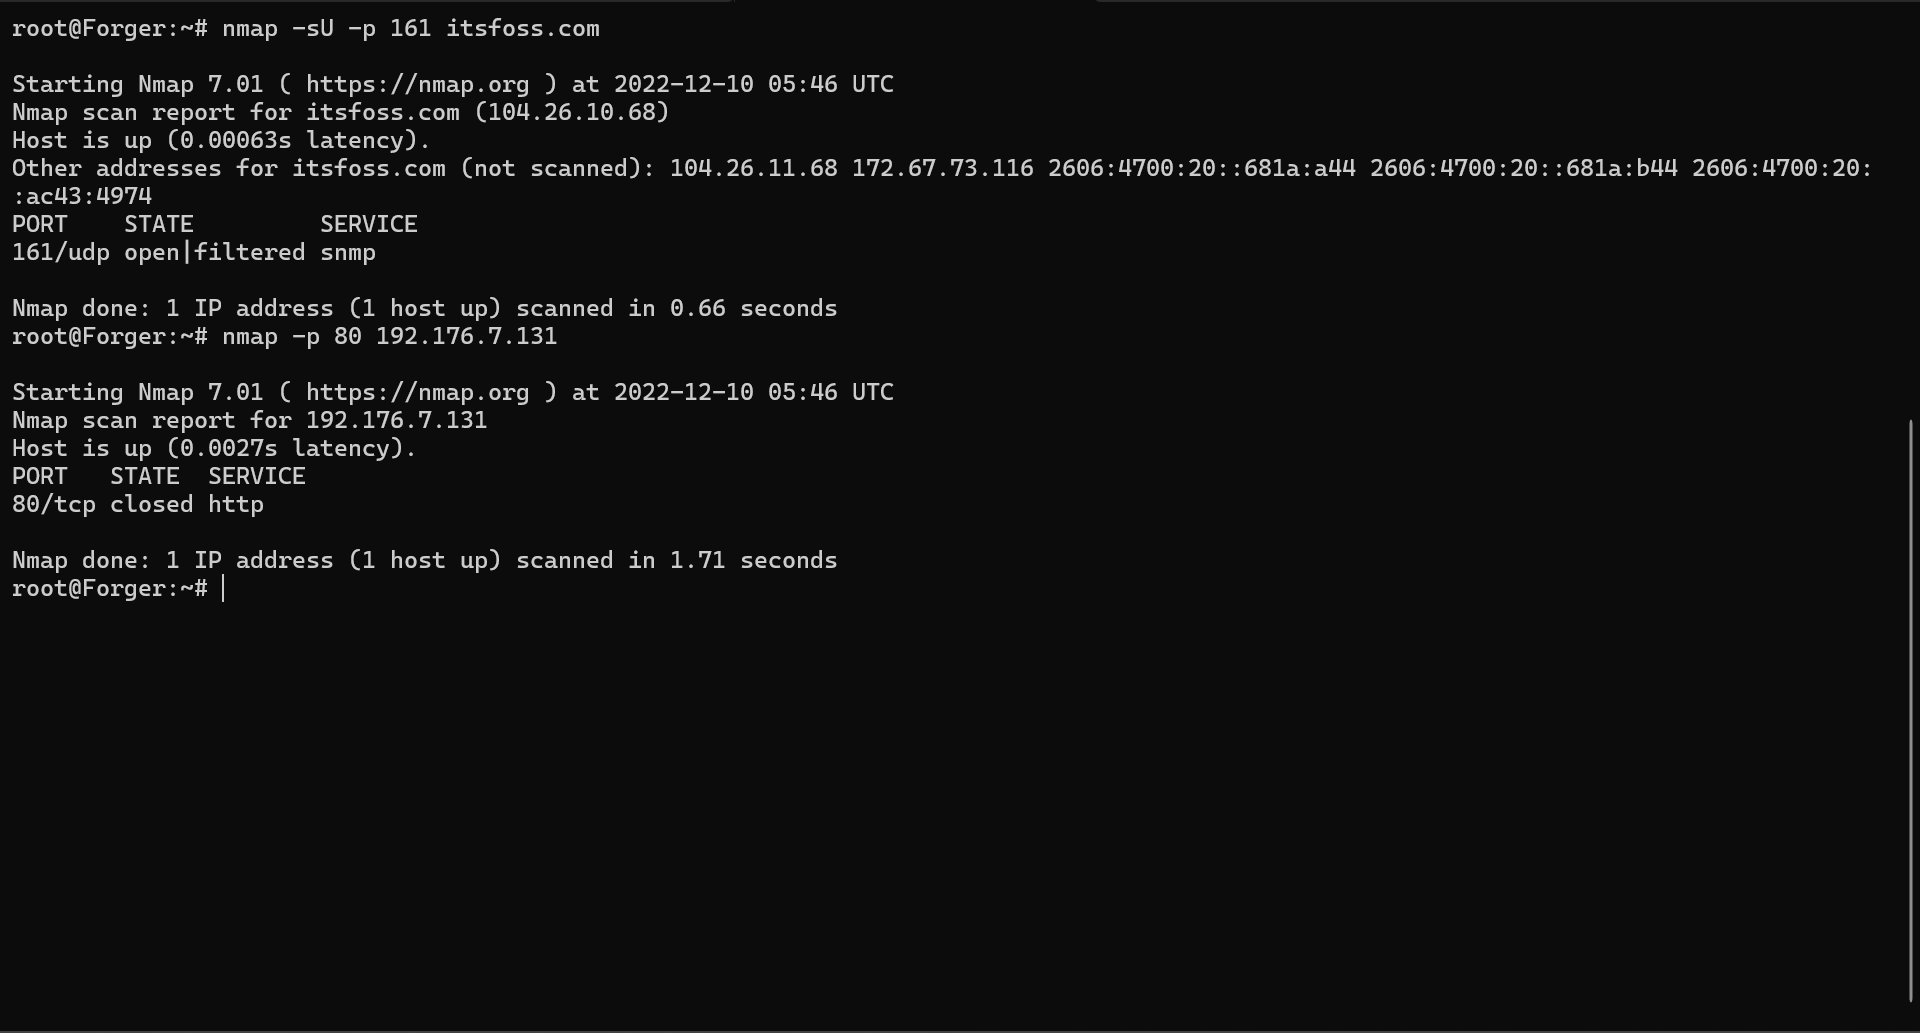 root@Forger:~# nmap -sU -p 161 itsfoss.com
Starting Nmap 7.01 ( https://nmap.org ) at 2022-12-10 05:46 UTC
Nmap scan report for itsfoss.com (104.26.10.68)
Host is up (0.00063s latency).
Other addresses for itsfoss.com (not scanned): 104.26.11.68 172.67.73.116 2606:4700:20::681a:a44 2606:4700:20::681a:b44 2606:4700:20:
:ac43:4974
PORT    STATE         SERVICE
161/udp open|filtered snmp
Nmap done: 1 IP address (1 host up) scanned in 0.66 seconds
root@Forger:~# nmap -p 80 192.176.7.131
Starting Nmap 7.01 ( https://nmap.org ) at 2022-12-10 05:46 UTC
Nmap scan report for 192.176.7.131
Host is up (0.0027s latency).
PORT   STATE  SERVICE
80/tcp closed http
Nmap done: 1 IP address (1 host up) scanned in 1.71 seconds
root@Forger:~#